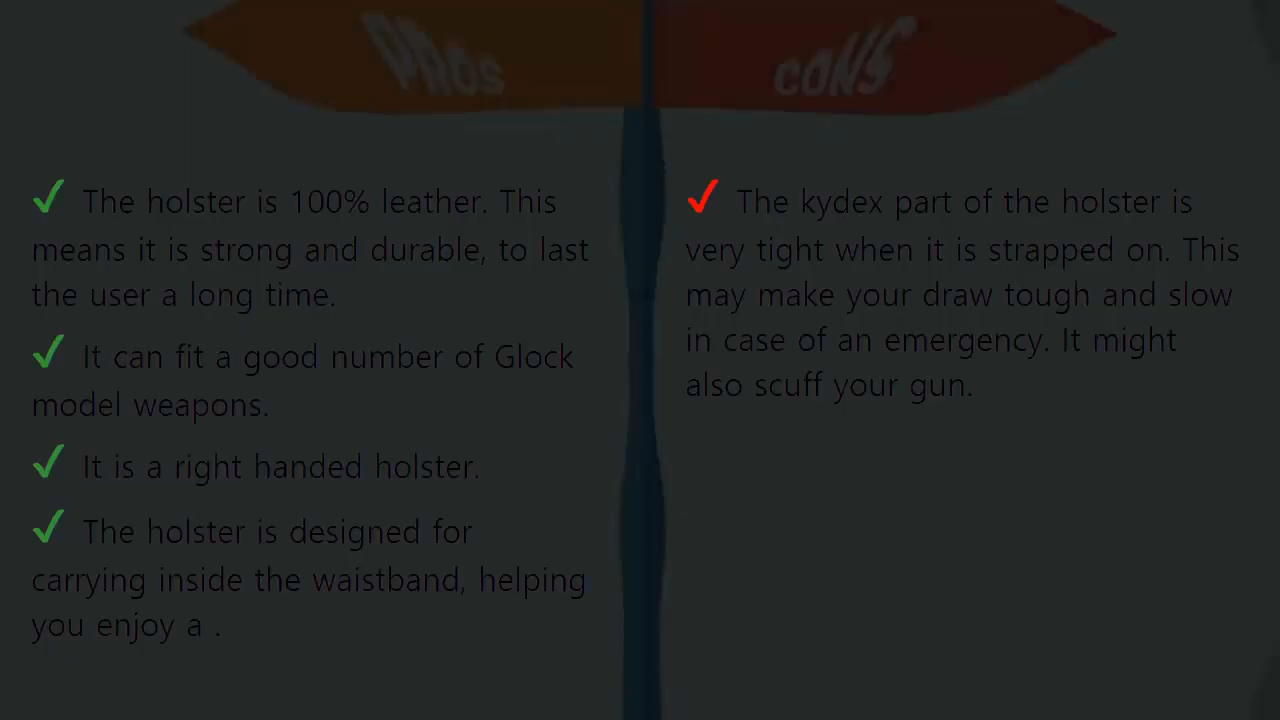 PROS
CONS
The holster is 100% leather. This
means it is strong and durable, to last
the user a long time.
It can fit a good number of Glock
model weapons.
It is a right handed holster.
The holster is designed for
carrying inside the waistband, helping
you enjoy a .
The kydex part of the holster is
very tight when it is strapped on. This
may make your draw tough and slow
in case of an emergency. It might
also scuff your gun.